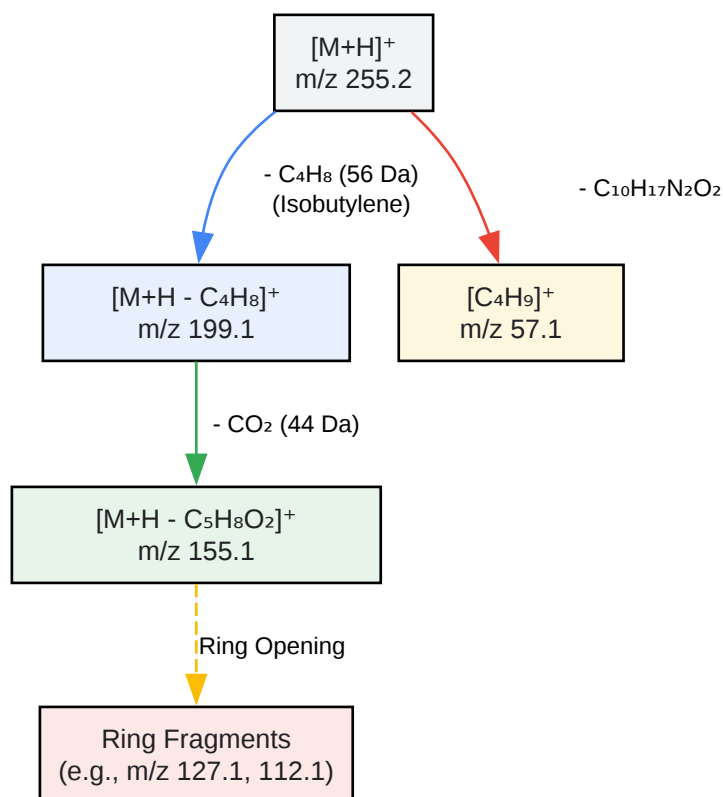 [M+H]⁺
m/z 255.2
- C₄H₈ (56 Da)
(Isobutylene)
- C₁₀H₁₇N₂O₂
[M+H - C₄H₈]⁺
m/z 199.1
[C₄H₉]⁺
m/z 57.1
- CO₂ (44 Da)
[M+H - C₅H₈O₂]⁺
m/z 155.1
Ring Opening
Ring Fragments
(e.g., m/z 127.1, 112.1)